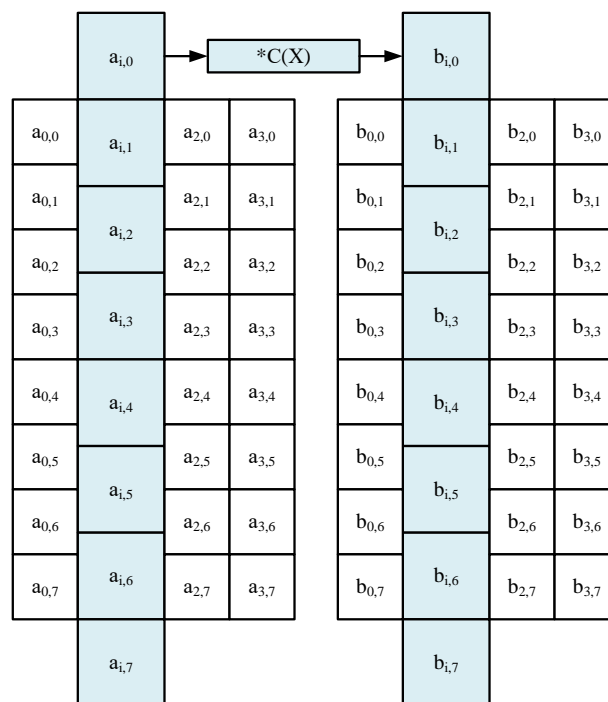 a_{i,0} *C(X) b_{i,0}
a_{0,0} a_{i,1} a_{2,0} a_{3,0} b_{0,0} b_{i,1} b_{2,0} b_{3,0}
a_{0,1} a_{i,2} a_{2,1} a_{3,1} b_{0,1} b_{i,2} b_{2,1} b_{3,1}
a_{0,2} a_{2,2} a_{3,2} b_{0,2} b_{2,2} b_{3,2}
a_{0,3} a_{i,3} a_{2,3} a_{3,3} b_{0,3} b_{i,3} b_{2,3} b_{3,3}
a_{0,4} a_{i,4} a_{2,4} a_{3,4} b_{0,4} b_{i,4} b_{2,4} b_{3,4}
a_{0,5} a_{i,5} a_{2,5} a_{3,5} b_{0,5} b_{i,5} b_{2,5} b_{3,5}
a_{0,6} a_{2,6} a_{3,6} b_{0,6} b_{2,6} b_{3,6}
a_{0,7} a_{i,6} a_{2,7} a_{3,7} b_{0,7} b_{i,6} b_{2,7} b_{3,7}
a_{i,7} b_{i,7}